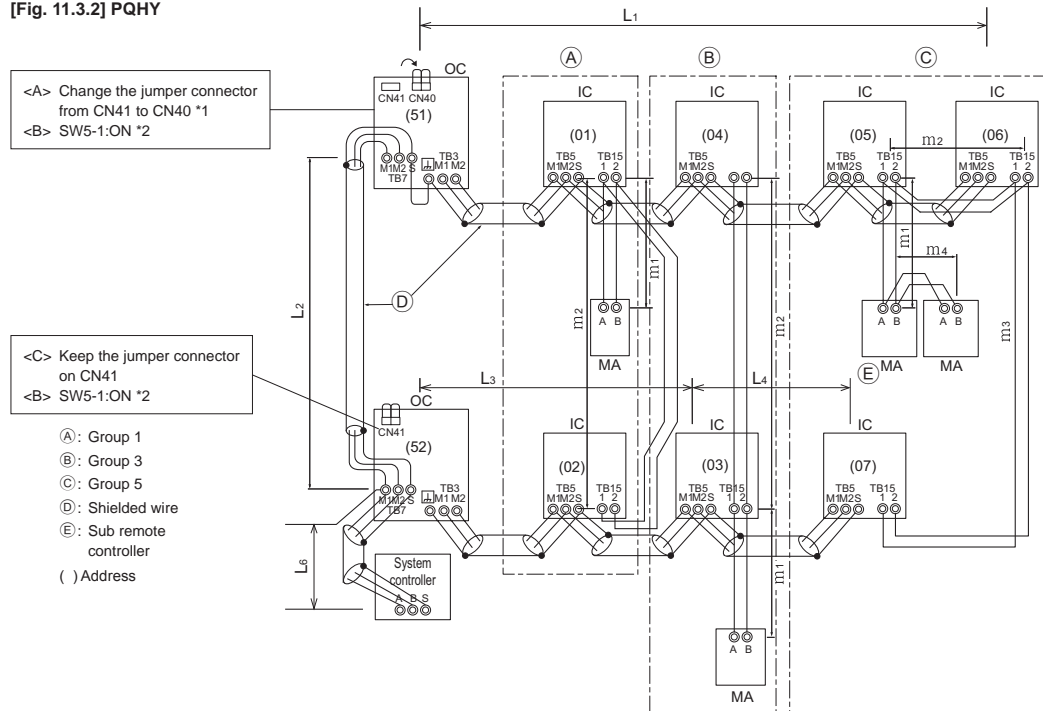 [Fig. 11.3.2] PQHY
L1
A
B
C
<A> Change the jumper connector
from CN41 to CN40 *1
<B> SW5-1:ON *2
OC
CN41 CN40
(51)
M1M2 S
TB7
TB3
M1 M2
IC
(01)
TB5
M1M2S
TB15
1 2
IC
(04)
TB5
M1M2S
IC
(05)
TB5
M1M2S
TB15
1 2
IC
(06)
TB5
M1M2S
TB15
1 2
m2
m1
m1
m4
L2
D
m2
m2
m3
A B
MA
A B
MA
A B
MA
E
<C> Keep the jumper connector
on CN41
<B> SW5-1:ON *2
L3
L4
OC
CN41
(52)
M1M2 S
TB7
TB3
M1 M2
IC
(02)
TB5
M1M2S
TB15
1 2
IC
(03)
TB5
M1M2S
TB15
1 2
IC
(07)
TB5
M1M2S
TB15
1 2
A: Group 1
B: Group 3
C: Group 5
D: Shielded wire
E: Sub remote
controller
( ) Address
L6
System
controller
A B S
m1
A B
MA